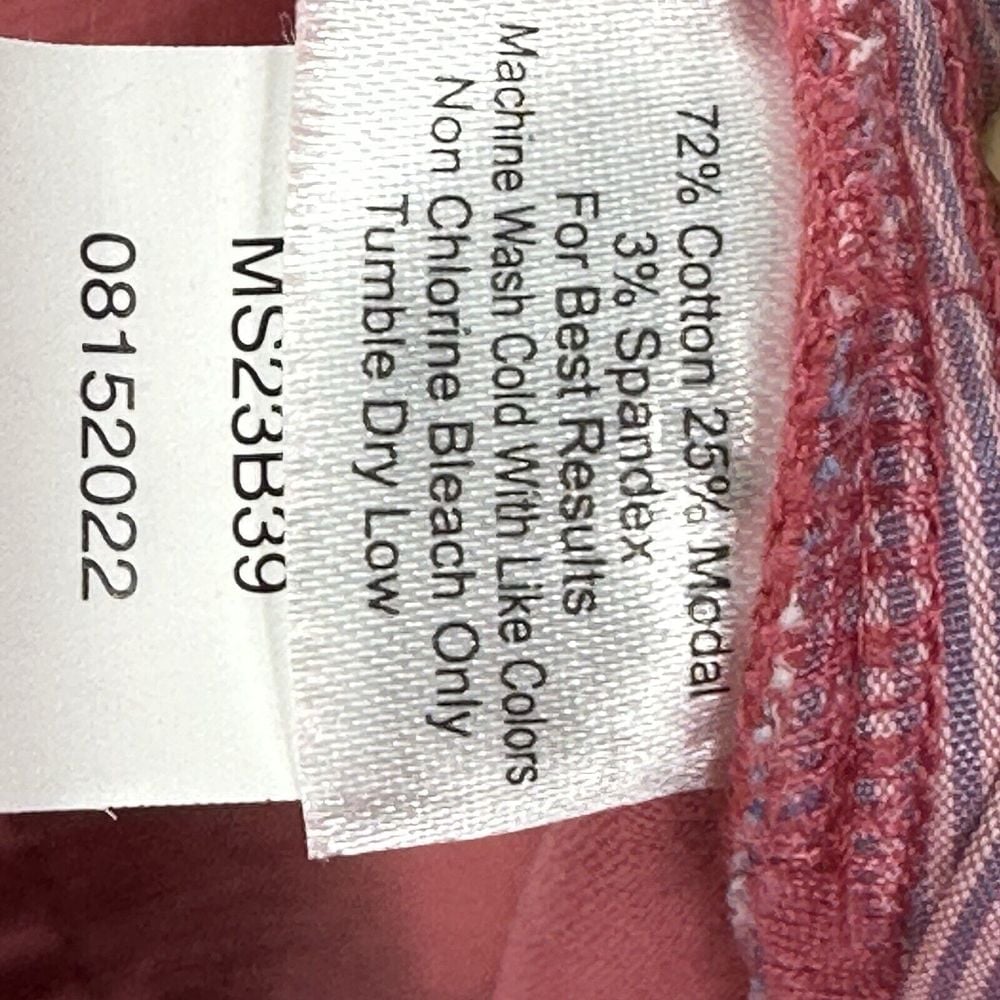 72% Cotton 25% Modal
3% Spandex
For Best Results
Machine Wash Cold With Like Colors
Non Chlorine Bleach Only
Tumble Dry Low
MS23B39
08152022